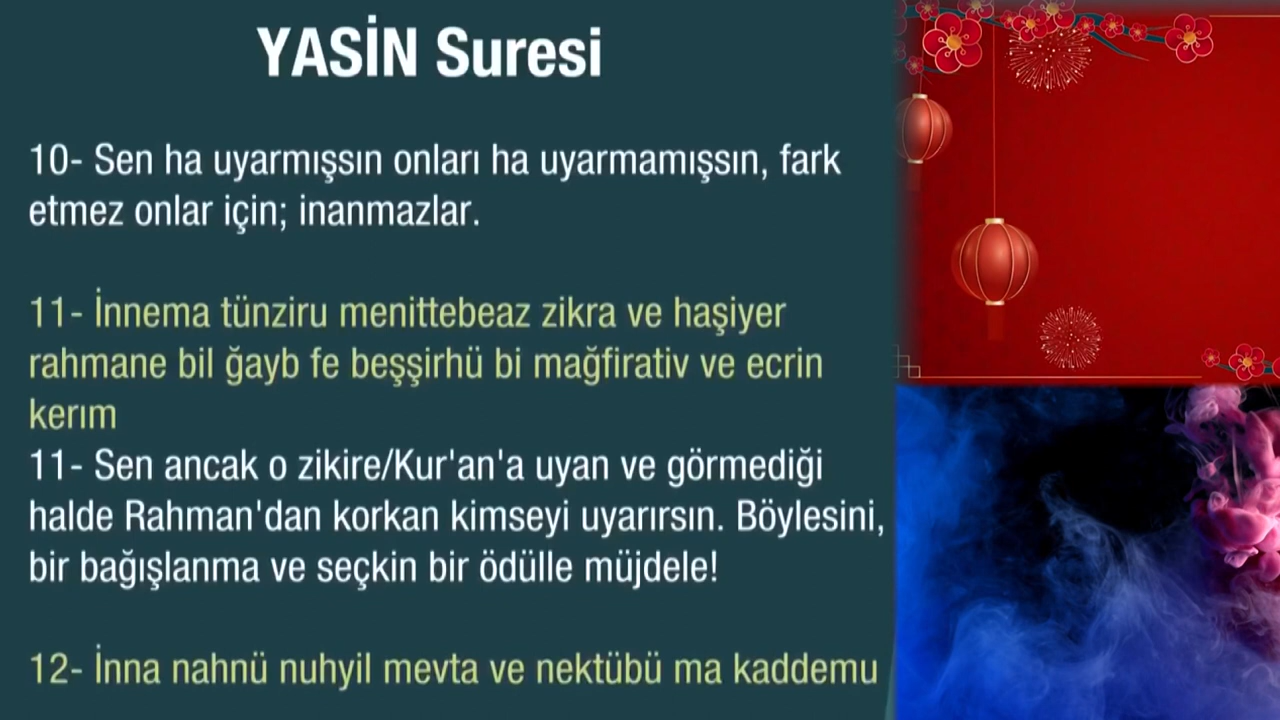 YASİN Suresi
10- Sen ha uyarmışsın onları ha uyarmamışsın, fark
etmez onlar için; inanmazlar.
11- İnnema tünziru menittebeaz zikra ve haşiyer
rahmane bil ğayb fe beşşirhü bi mağfirativ ve ecrin
kerım
11- Sen ancak o zikire/Kur'an'a uyan ve görmediği
halde Rahman'dan korkan kimseyi uyarırsın. Böylesini,
bir bağışlanma ve seçkin bir ödülle müjdele!
12- İnna nahnü nuhyil mevta ve nektübü ma kaddemu